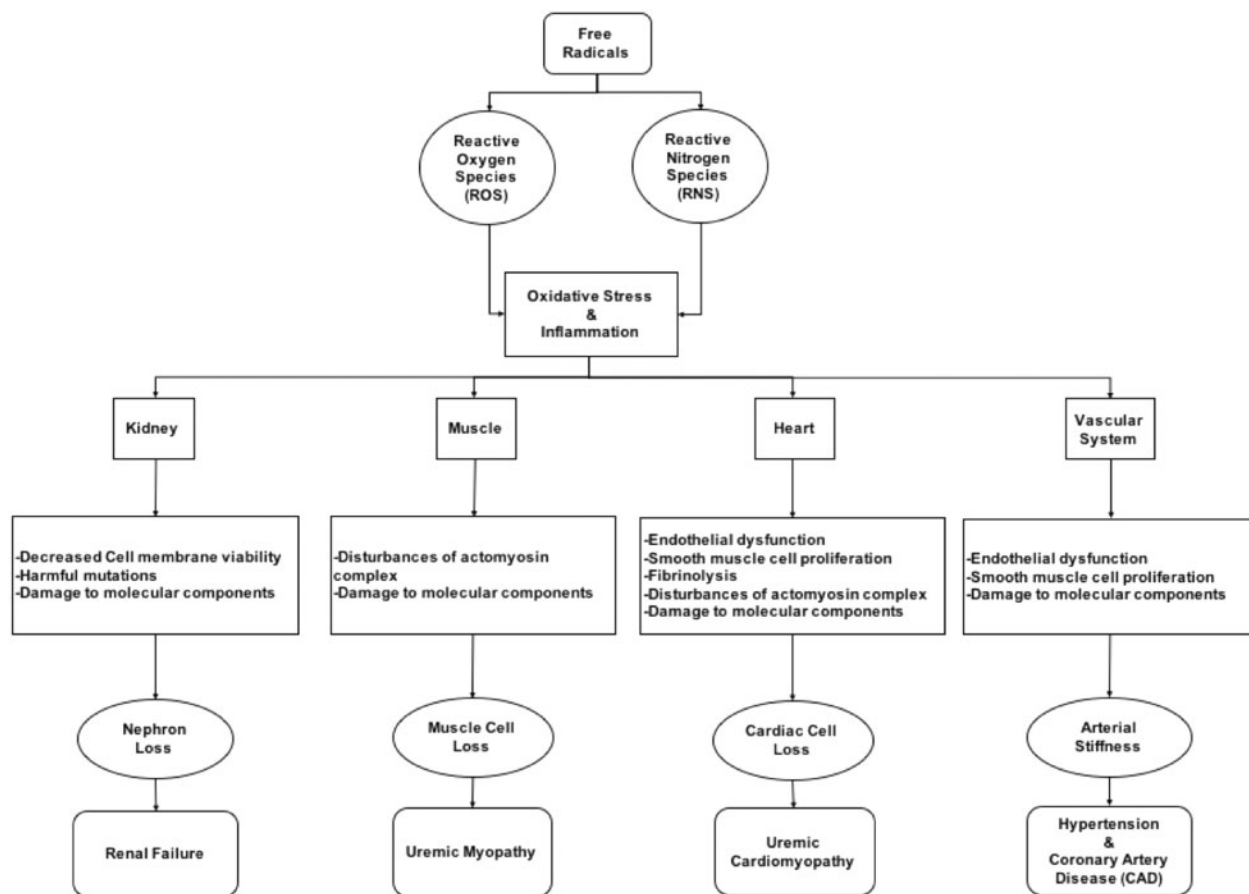 Free
Radicals
Reactive
Oxygen
Species
(ROS)
Reactive
Nitrogen
Species
(RNS)
Oxidative Stress
&
Inflammation
Kidney
Muscle
Heart
Vascular
System
-Decreased Cell membrane viability
-Harmful mutations
-Damage to molecular components
-Disturbances of actomyosin
complex
-Damage to molecular components
-Endothelial dysfunction
-Smooth muscle cell proliferation
-Fibrinolysis
-Disturbances of actomyosin complex
-Damage to molecular components
-Endothelial dysfunction
-Smooth muscle cell proliferation
-Damage to molecular components
Nephron
Loss
Muscle Cell
Loss
Cardiac Cell
Loss
Arterial
Stiffness
Renal Failure
Uremic Myopathy
Uremic
Cardiomyopathy
Hypertension
&
Coronary Artery
Disease (CAD)